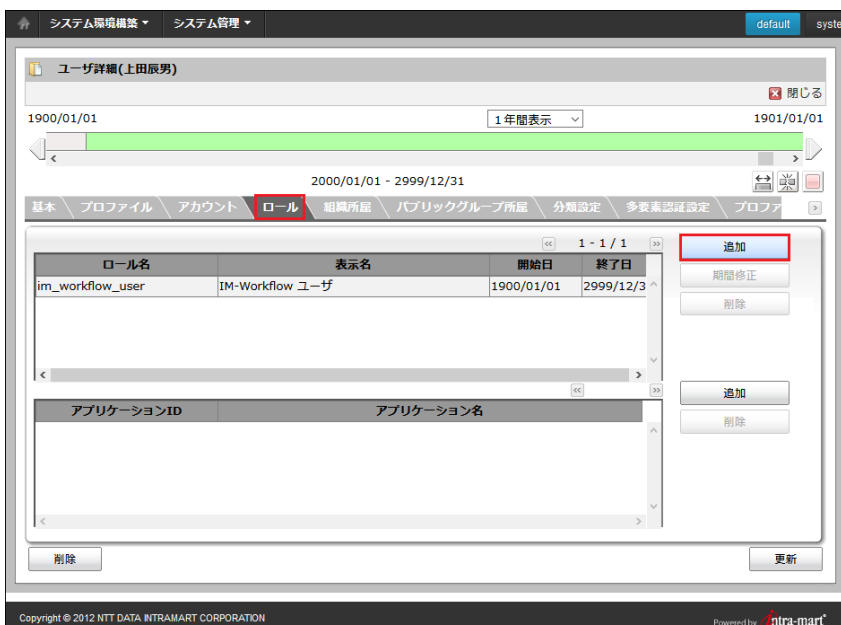 システム環境構築 システム管理 default syste
ユーザ詳細(上田辰男)
閉じる
1900/01/01 1年間表示 1901/01/01
2000/01/01 - 2999/12/31
基本 プロファイル アカウント ロール 組織所属 パブリックグループ所属 分類設定 多要素認証設定 プロファ
1 - 1 / 1 追加
ロール名 表示名 開始日 終了日
期間修正
im_workflow_user IM-Workflow ユーザ 1900/01/01 2999/12/3
削除
追加
アプリケーションID アプリケーション名
削除
削除 更新
Copyright © 2012 NTT DATA INTRAMART CORPORATION Powered by intra-mart